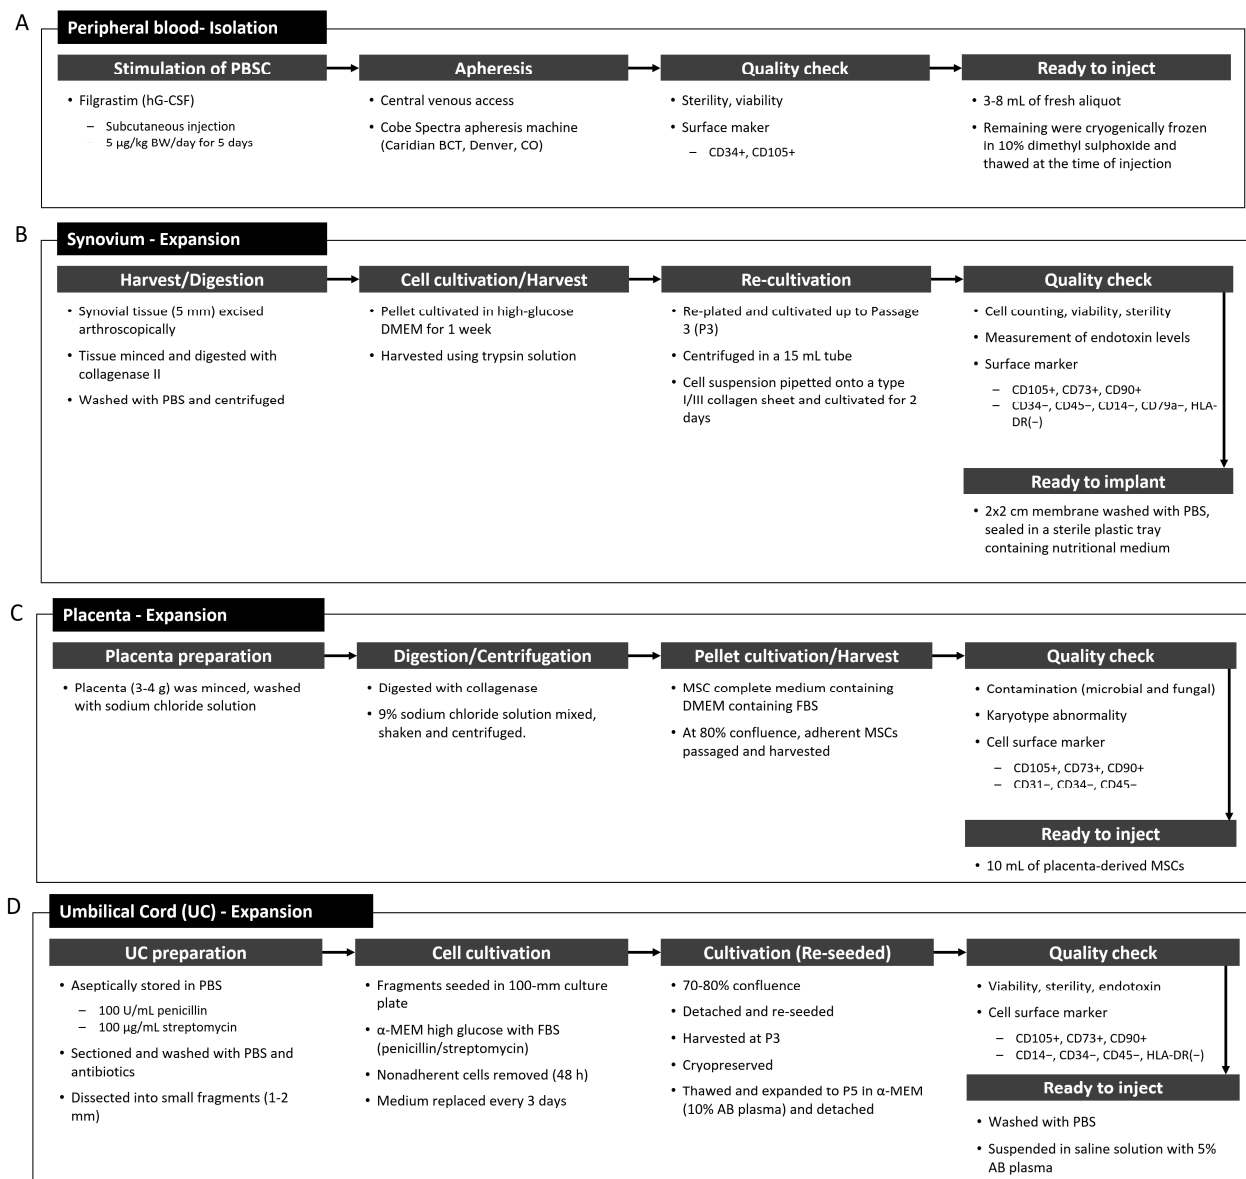 A
Peripheral blood- Isolation
Stimulation of PBSC
• Filgrastim (hG-CSF)
– Subcutaneous injection
– 5 µg/kg BW/day for 5 days
Apheresis
• Central venous access
• Cobe Spectra apheresis machine
(Caridian BCT, Denver, CO)
Quality check
• Sterility, viability
• Surface maker
– CD34+, CD105+
Ready to inject
• 3-8 mL of fresh aliquot
• Remaining were cryogenically frozen
in 10% dimethyl sulphoxide and
thawed at the time of injection
B
Synovium - Expansion
Harvest/Digestion
• Synovial tissue (5 mm) excised
arthroscopically
• Tissue minced and digested with
collagenase II
• Washed with PBS and centrifuged
Cell cultivation/Harvest
• Pellet cultivated in high-glucose
DMEM for 1 week
• Harvested using trypsin solution
Re-cultivation
• Re-plated and cultivated up to Passage
3 (P3)
• Centrifuged in a 15 mL tube
• Cell suspension pipetted onto a type
I/III collagen sheet and cultivated for 2
days
Quality check
• Cell counting, viability, sterility
• Measurement of endotoxin levels
• Surface marker
– CD105+, CD73+, CD90+
– CD34−, CD45−, CD14−, CD79a−, HLA-
DR(−)
Ready to implant
• 2x2 cm membrane washed with PBS,
sealed in a sterile plastic tray
containing nutritional medium
C
Placenta - Expansion
Placenta preparation
• Placenta (3-4 g) was minced, washed
with sodium chloride solution
Digestion/Centrifugation
• Digested with collagenase
• 9% sodium chloride solution mixed,
shaken and centrifuged.
Pellet cultivation/Harvest
• MSC complete medium containing
DMEM containing FBS
• At 80% confluence, adherent MSCs
passaged and harvested
Quality check
• Contamination (microbial and fungal)
• Karyotype abnormality
• Cell surface marker
– CD105+, CD73+, CD90+
– CD31−, CD34−, CD45−
Ready to inject
• 10 mL of placenta-derived MSCs
D
Umbilical Cord (UC) - Expansion
UC preparation
• Aseptically stored in PBS
– 100 U/mL penicillin
– 100 µg/mL streptomycin
• Sectioned and washed with PBS and
antibiotics
• Dissected into small fragments (1-2
mm)
Cell cultivation
• Fragments seeded in 100-mm culture
plate
• α-MEM high glucose with FBS
(penicillin/streptomycin)
• Nonadherent cells removed (48 h)
• Medium replaced every 3 days
Cultivation (Re-seeded)
• 70-80% confluence
• Detached and re-seeded
• Harvested at P3
• Cryopreserved
• Thawed and expanded to P5 in α-MEM
(10% AB plasma) and detached
Quality check
• Viability, sterility, endotoxin
• Cell surface marker
– CD105+, CD73+, CD90+
– CD14−, CD34−, CD45−, HLA-DR(−)
Ready to inject
• Washed with PBS
• Suspended in saline solution with 5%
AB plasma